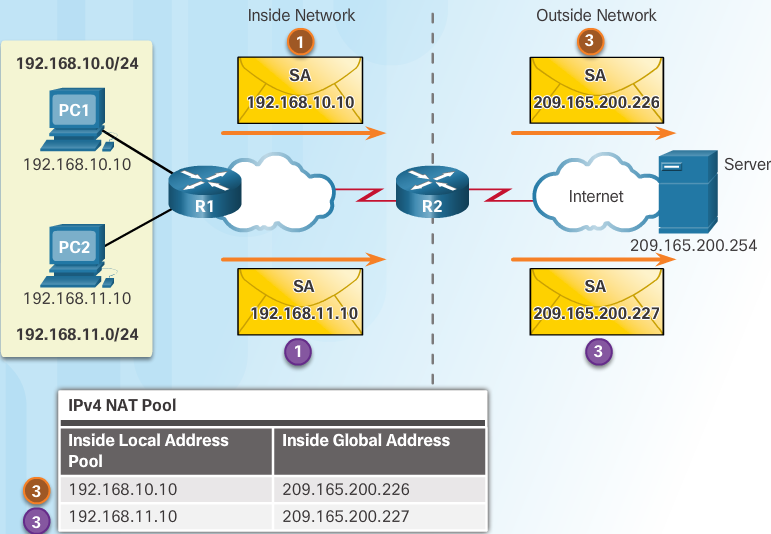 Inside Network
Outside Network
1
3
192.168.10.0/24
SA
192.168.10.10
SA
209.165.200.226
PC1
192.168.10.10
Server
R1
R2
Internet
PC2
192.168.11.10
209.165.200.254
192.168.11.0/24
SA
192.168.11.10
SA
209.165.200.227
1
3
IPv4 NAT Pool
Inside Local Address
Pool
Inside Global Address
3
192.168.10.10
209.165.200.226
3
192.168.11.10
209.165.200.227